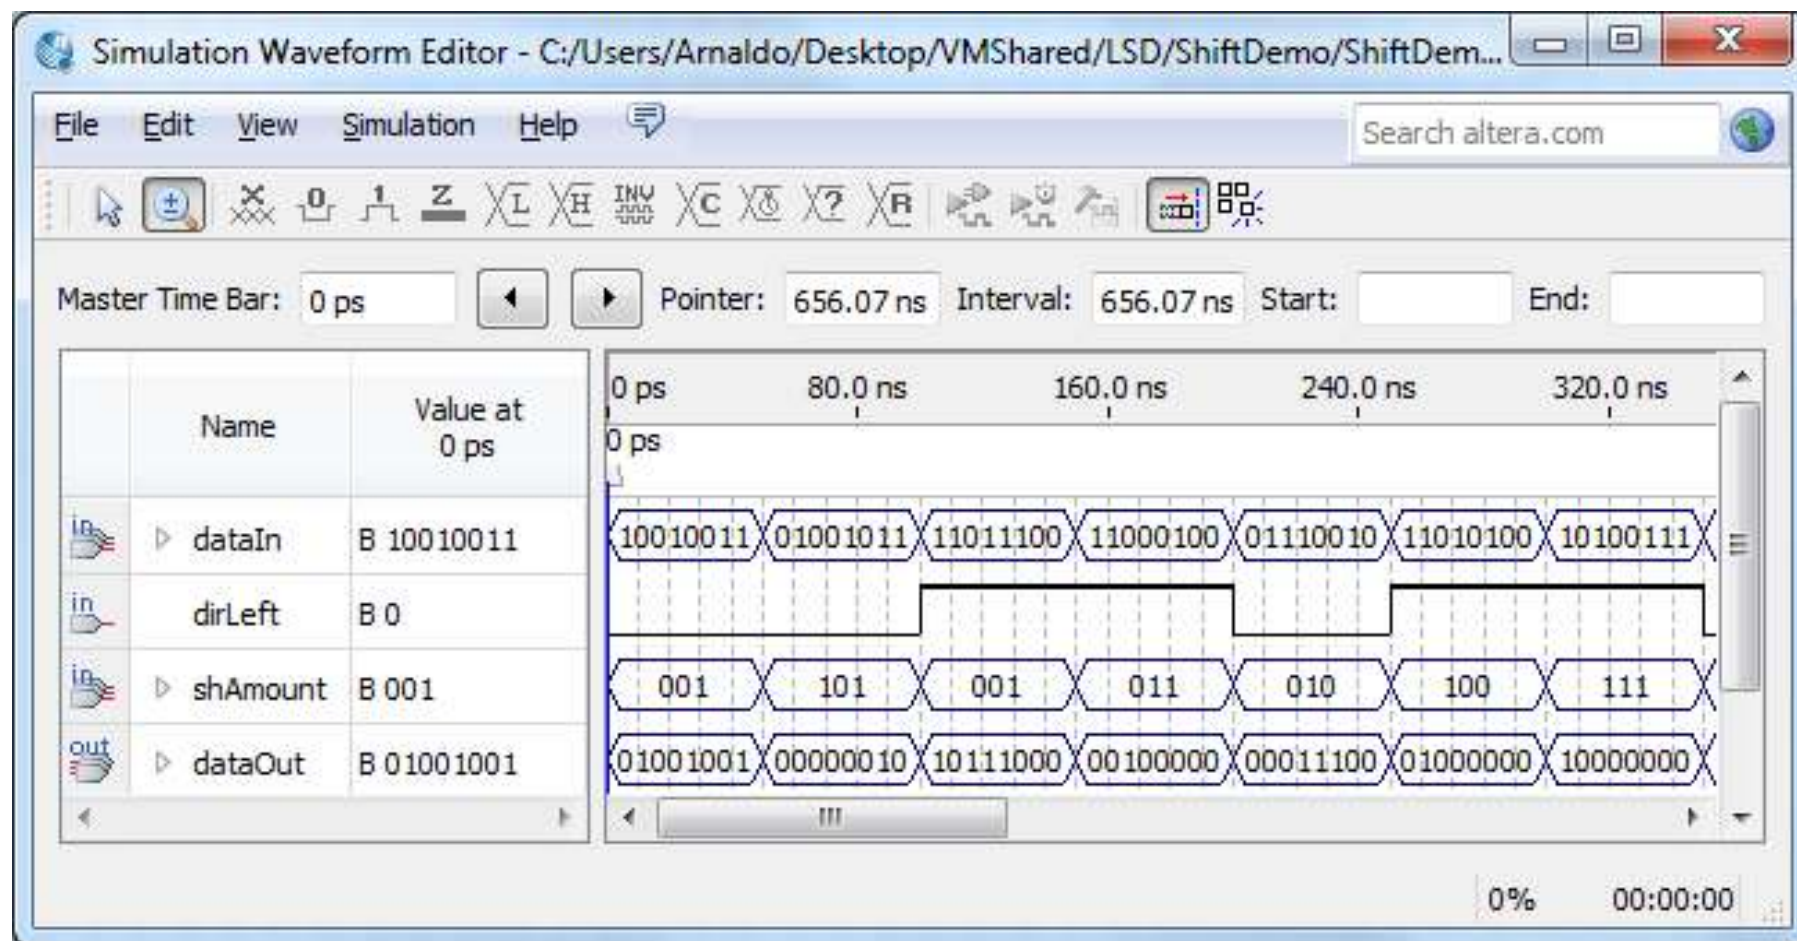 Simulation Waveform Editor - C:/Users/Arnaldo/Desktop/VMShared/LSD/ShiftDemo/ShiftDem...
File Edit View Simulation Help Search altera.com
Master Time Bar: 0 ps Pointer: 656.07 ns Interval: 656.07 ns Start: End:
Name Value at 0 ps
0 ps 80.0 ns 160.0 ns 240.0 ns 320.0 ns
0 ps
in dataIn B 10010011 10010011 01001011 11011100 11000100 01110010 11010100 10100111
in dirLeft B 0
in shAmount B 001 001 101 001 011 010 100 111
out dataOut B 01001001 01001001 00000010 10111000 00100000 00011100 01000000 10000000
0% 00:00:00